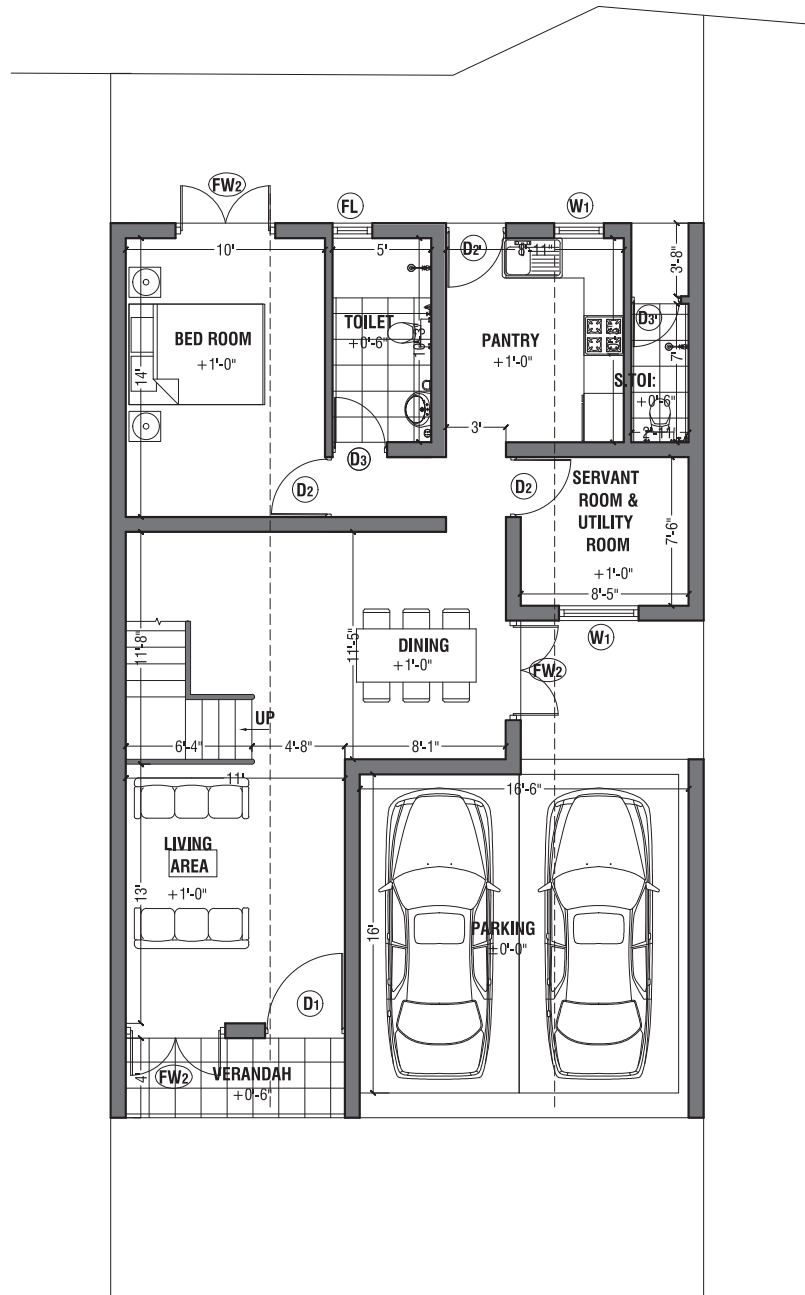 FW2
FL
W1
10'
5'
D2
11"
3'-8"
BED ROOM
+1'-0"
14'
TOILET
+0'-6"
PANTRY
+1'-0"
D3
7'
S.TOI:
+0'-6"
3'
D3
D2
D2
SERVANT
ROOM &
UTILITY
ROOM
+1'-0"
7'-6"
8'-5"
W1
11'-8"
11'-5"
DINING
+1'-0"
FW2
UP
6'-4"
4'-8"
8'-1"
11'
16'-6"
LIVING
AREA
+1'-0"
13'
16'
PARKING
±0'-0"
D1
4'
FW2
VERANDAH
+0'-6"